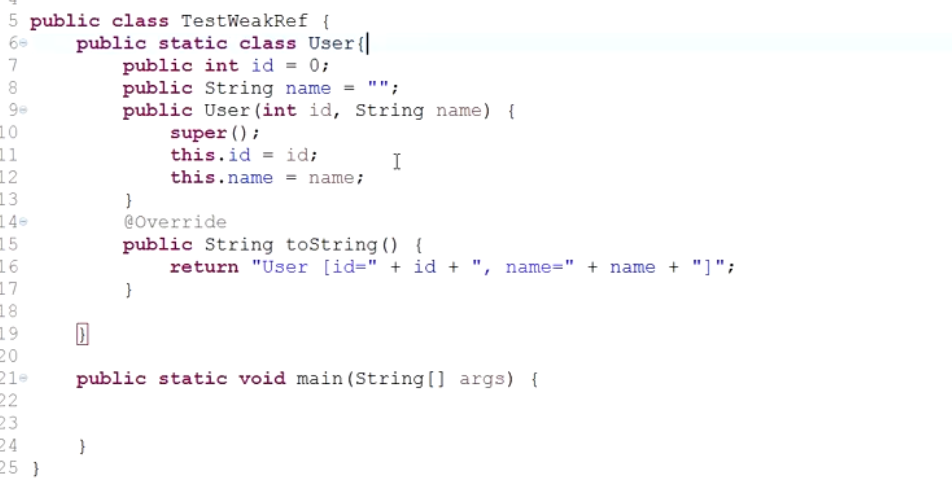 5 public class TestWeakRef {
6 public static class User{
7 public int id = 0;
8 public String name = "";
9 public User(int id, String name) {
10 super();
11 this.id = id;
12 this.name = name;
13 }
14 @Override
15 public String toString() {
16 return "User [id=" + id + ", name=" + name + "]";
17 }
18
19 }
20
21 public static void main(String[] args) {
22
23
24 }
25 }